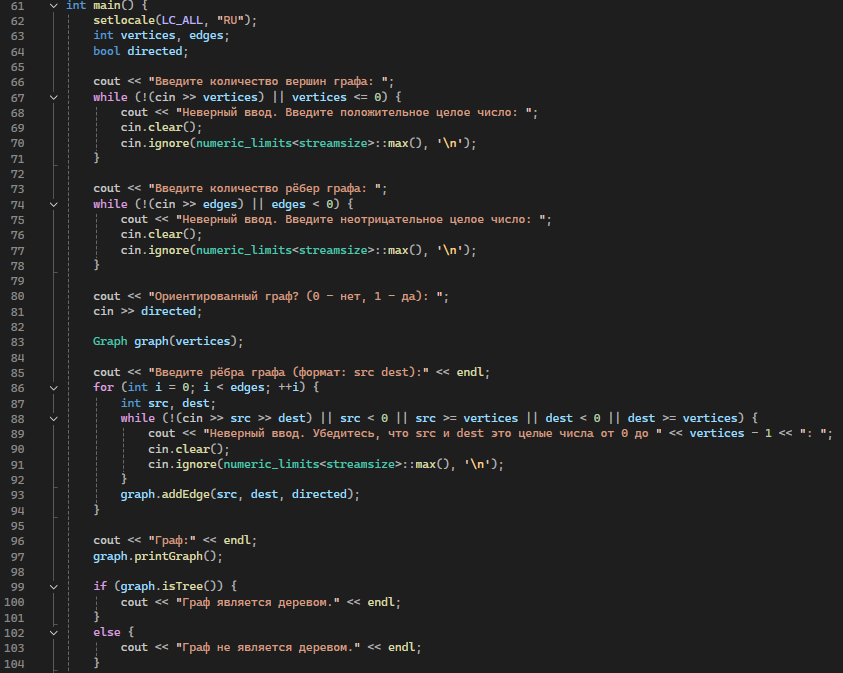 61 int main() {
62 setlocale(LC_ALL, "RU");
63 int vertices, edges;
64 bool directed;
65
66 cout << "Введите количество вершин графа: ";
67 while (!(cin >> vertices) || vertices <= 0) {
68 cout << "Неверный ввод. Введите положительное целое число: ";
69 cin.clear();
70 cin.ignore(numeric_limits<streamsize>::max(), '\n');
71 }
72
73 cout << "Введите количество рёбер графа: ";
74 while (!(cin >> edges) || edges < 0) {
75 cout << "Неверный ввод. Введите неотрицательное целое число: ";
76 cin.clear();
77 cin.ignore(numeric_limits<streamsize>::max(), '\n');
78 }
79
80 cout << "Ориентированный граф? (0 - нет, 1 - да): ";
81 cin >> directed;
82
83 Graph graph(vertices);
84
85 cout << "Введите рёбра графа (формат: src dest):" << endl;
86 for (int i = 0; i < edges; ++i) {
87 int src, dest;
88 while (!(cin >> src >> dest) || src < 0 || src >= vertices || dest < 0 || dest >= vertices) {
89 cout << "Неверный ввод. Убедитесь, что src и dest это целые числа от 0 до " << vertices - 1 << ": ";
90 cin.clear();
91 cin.ignore(numeric_limits<streamsize>::max(), '\n');
92 }
93 graph.addEdge(src, dest, directed);
94 }
95
96 cout << "Граф:" << endl;
97 graph.printGraph();
98
99 if (graph.isTree()) {
100 cout << "Граф является деревом." << endl;
101 }
102 else {
103 cout << "Граф не является деревом." << endl;
104 }